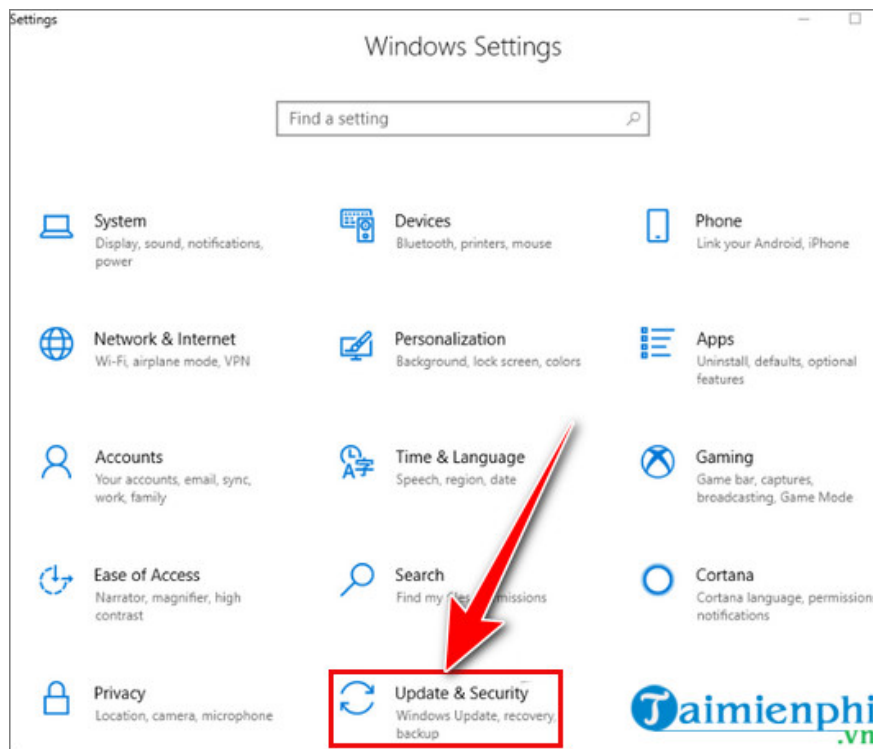 Settings
Windows Settings
Find a setting
System
Display, sound, notifications,
power
Devices
Bluetooth, printers, mouse
Phone
Link your Android, iPhone
Network & Internet
Wi-Fi, airplane mode, VPN
Personalization
Background, lock screen, colors
Apps
Uninstall, defaults, optional
features
Accounts
Your accounts, email, sync,
work, family
Time & Language
Speech, region, date
Gaming
Game bar, captures,
broadcasting, Game Mode
Ease of Access
Narrator, magnifier, high
contrast
Search
Find my files
Cortana
Cortana language, permission
notifications
Privacy
Location, camera, microphone
Update & Security
Windows Update, recovery,
backup
Taimienphi
.vn